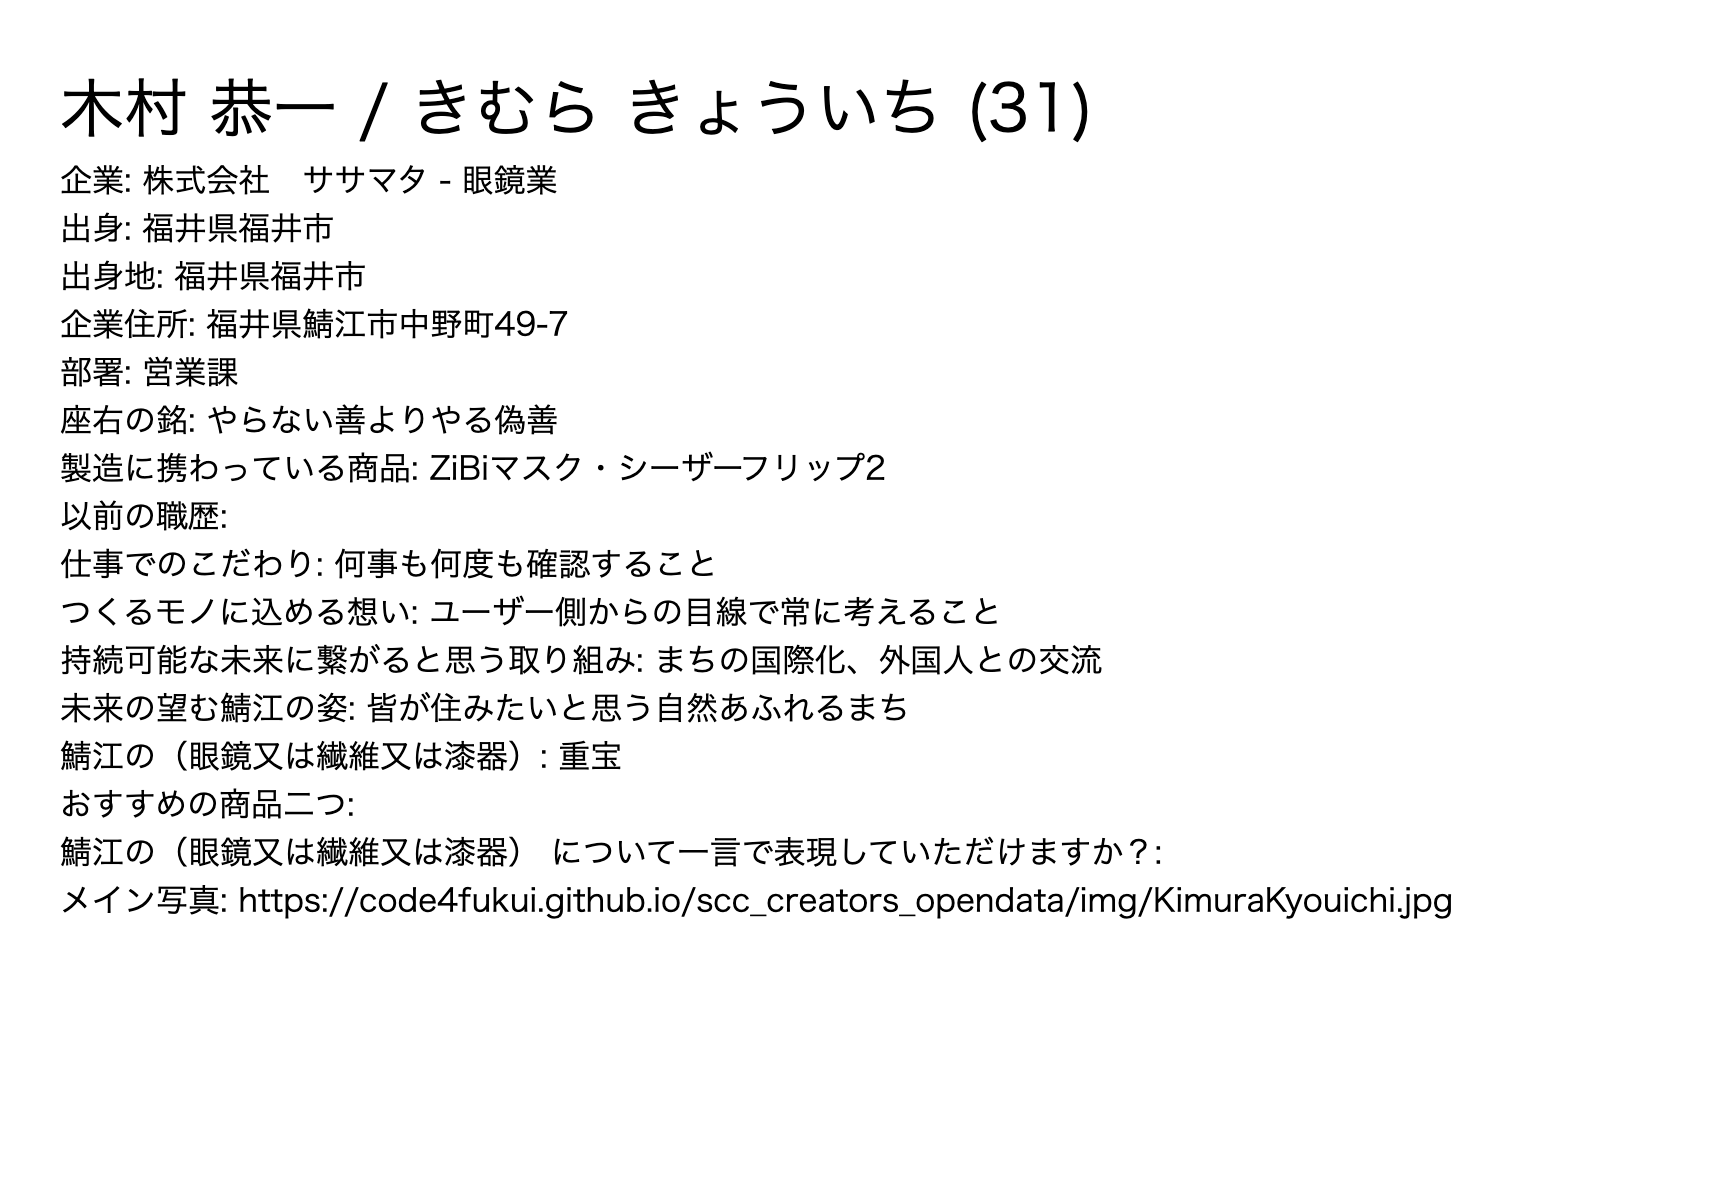 木村 恭一 / きむら きょういち (31)
企業: 株式会社　ササマタ - 眼鏡業
出身: 福井県福井市
出身地: 福井県福井市
企業住所: 福井県鯖江市中野町49-7
部署: 営業課
座右の銘: やらない善よりやる偽善
製造に携わっている商品: ZiBiマスク・シーザーフリップ2
以前の職歴:
仕事でのこだわり: 何事も何度も確認すること
つくるモノに込める想い: ユーザー側からの目線で常に考えること
持続可能な未来に繋がると思う取り組み: まちの国際化、外国人との交流
未来の望む鯖江の姿: 皆が住みたいと思う自然あふれるまち
鯖江の（眼鏡又は繊維又は漆器）: 重宝
おすすめの商品二つ:
鯖江の（眼鏡又は繊維又は漆器） について一言で表現していただけますか？:
メイン写真: https://code4fukui.github.io/scc_creators_opendata/img/KimuraKyouichi.jpg